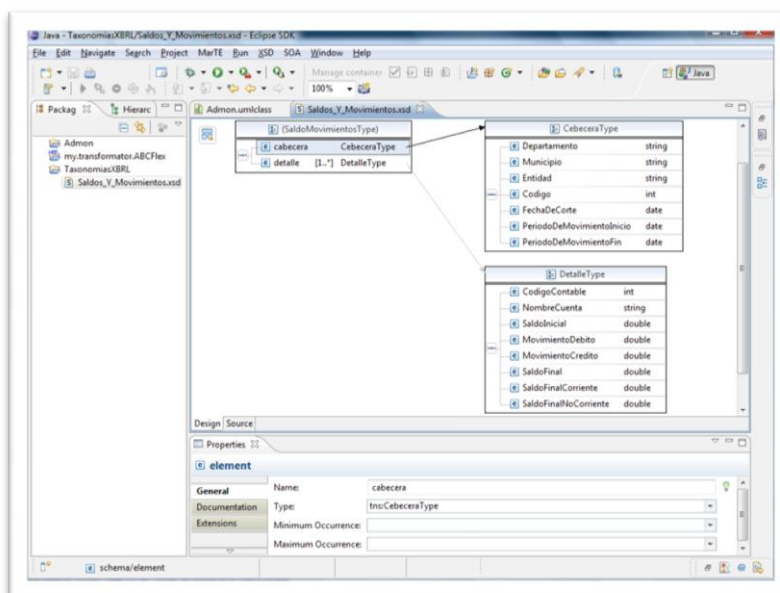 Java - TaxonomiasXBRL/Saldos_Y_Movimientos.xsd - Eclipse SDK
File Edit Navigate Search Project MarTE Run XSD SOA Window Help
Manage container
100%
Java
Packag Hierarc
Admon
my.transformator.ABCFlex
TaxonomiasXBRL
Saldos_Y_Movimientos.xsd
Admon.umlclass Saldos_Y_Movimientos.xsd
(SaldoMovimientosType)
cabecera CebeceraType
detalle [1..*] DetalleType
CebeceraType
Departamento string
Municipio string
Entidad string
Codigo int
FechaDeCorte date
PeriodoDeMovimientoInicio date
PeriodoDeMovimientoFin date
DetalleType
CodigoContable int
NombreCuenta string
SaldoInicial double
MovimientoDebito double
MovimientoCredito double
SaldoFinal double
SaldoFinalCorriente double
SaldoFinalNoCorriente double
Design Source
Properties
element
General
Documentation
Extensions
Name: cabecera
Type: tns:CebeceraType
Minimum Occurrence:
Maximum Occurrence:
schema/element